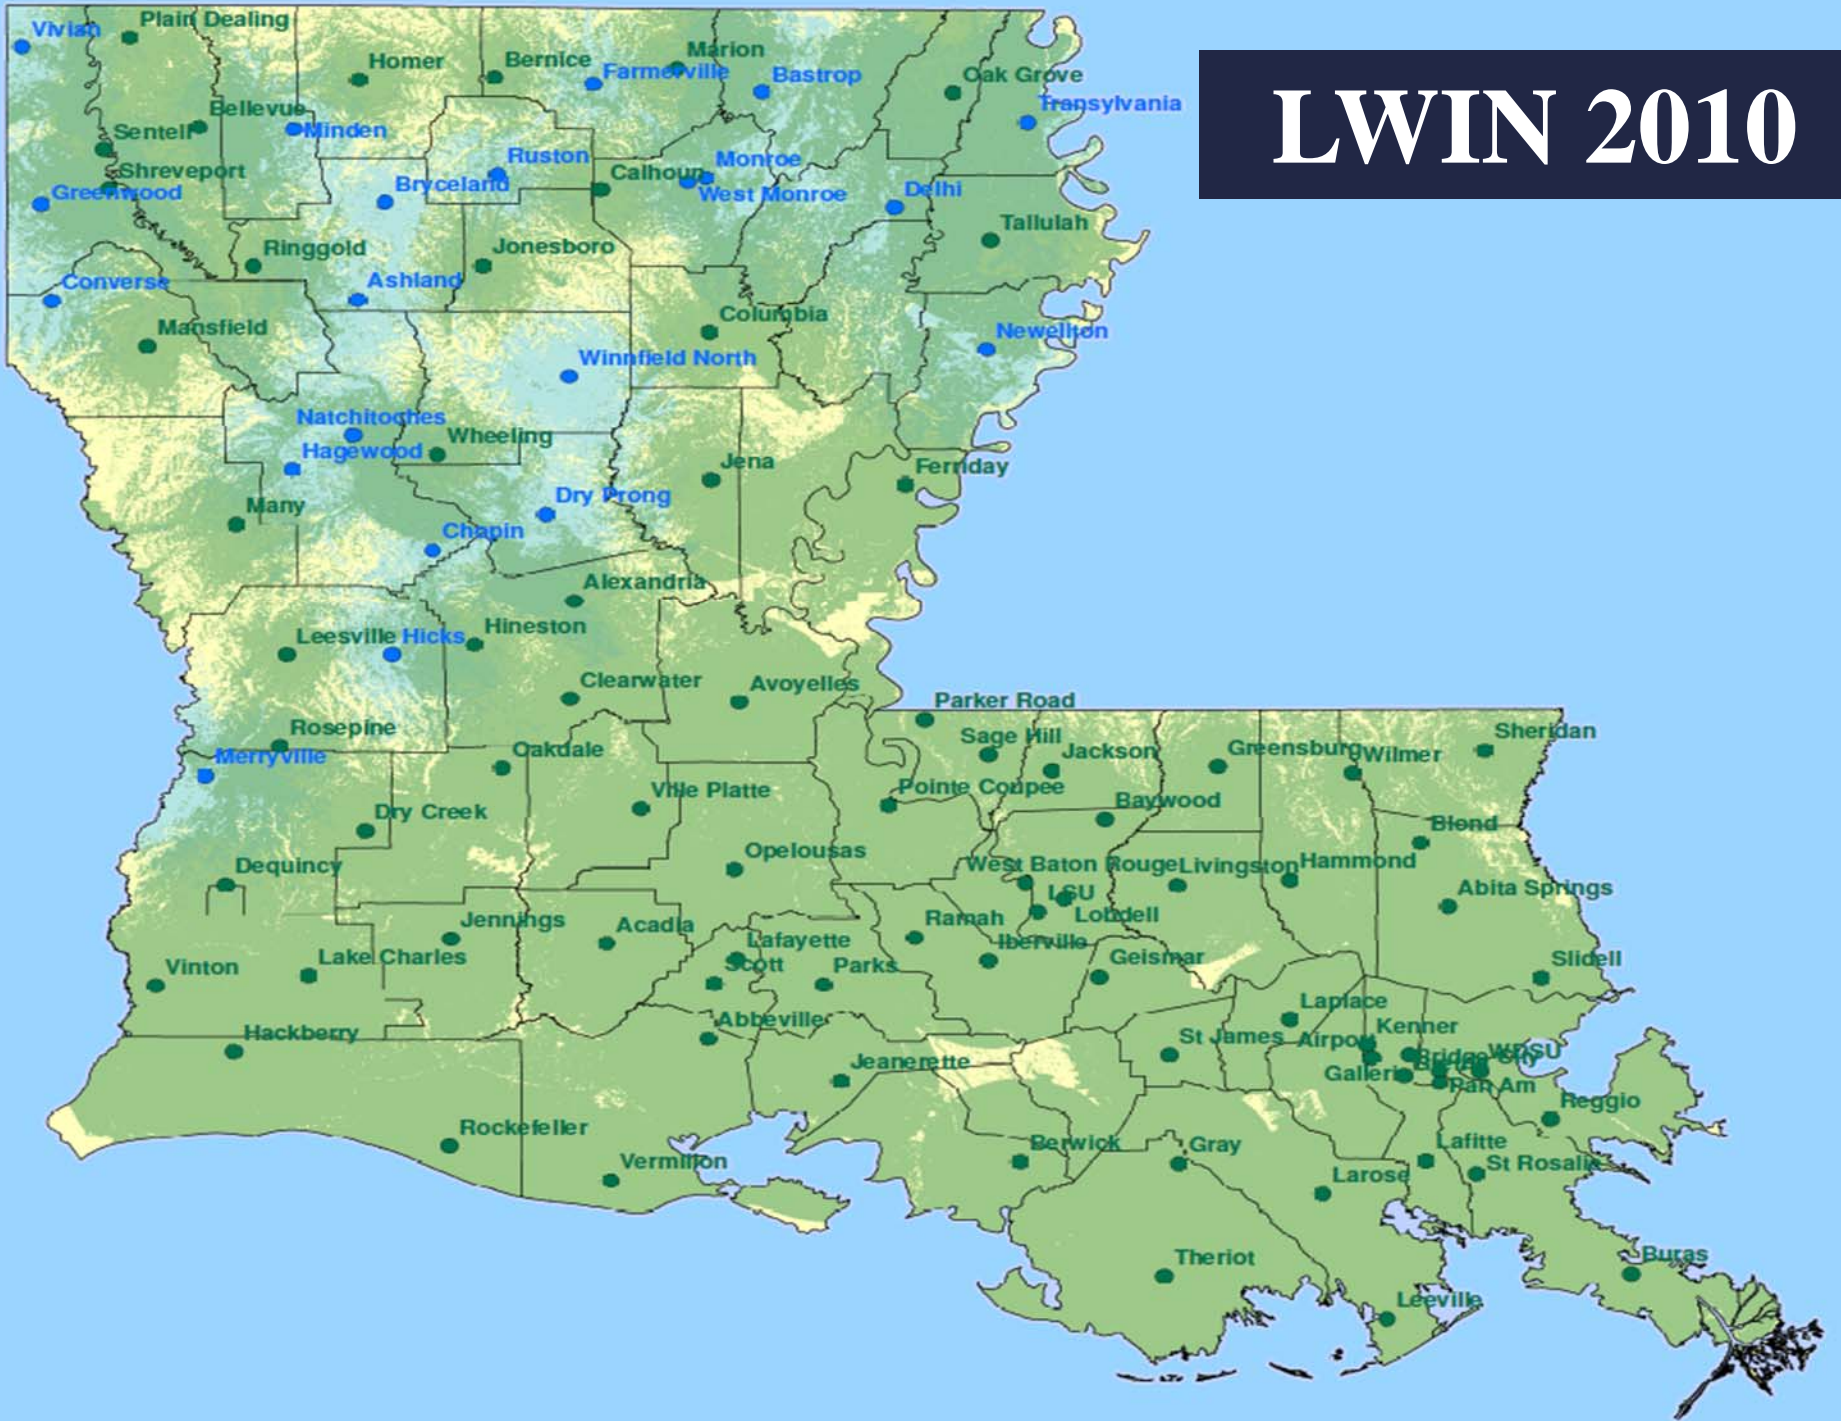 Vivian
Plain Dealing
Homer
Bernice
Marion
Farmerville
Bastrop
Oak Grove
Transylvania
LWIN 2010
Bellevue
Sentell
Minden
Shreveport
Greenwood
Ruston
Bryceland
Calhoun
Monroe
West Monroe
Delhi
Tallulah
Ringgold
Jonesboro
Converse
Ashland
Mansfield
Columbia
Newellton
Winnfield North
Natchitoches
Wheeling
Hagewood
Jena
Ferriday
Many
Dry Prong
Chopin
Alexandria
Leesville
Hicks
Hineston
Clearwater
Avoyelles
Parker Road
Rosepine
Merryville
Oakdale
Sage Hill
Jackson
Greensburg
Wilmer
Sheridan
Ville Platte
Pointe Coupee
Baywood
Dry Creek
Blond
Dequincy
Opelousas
West Baton Rouge
Livingston
Hammond
LSU
Lobdell
Abita Springs
Jennings
Acadia
Ramah
Lafayette
Iberville
Vinton
Lake Charles
Scott
Parks
Geismar
Slidell
Laplace
Hackberry
Abbeville
St James
Airport
Kenner
Jeanerette
Bridge City
WDSU
Galleria
Pan Am
Reggio
Rockefeller
Vermilion
Berwick
Gray
Lafitte
St Rosalie
Larose
Theriot
Buras
Leeville